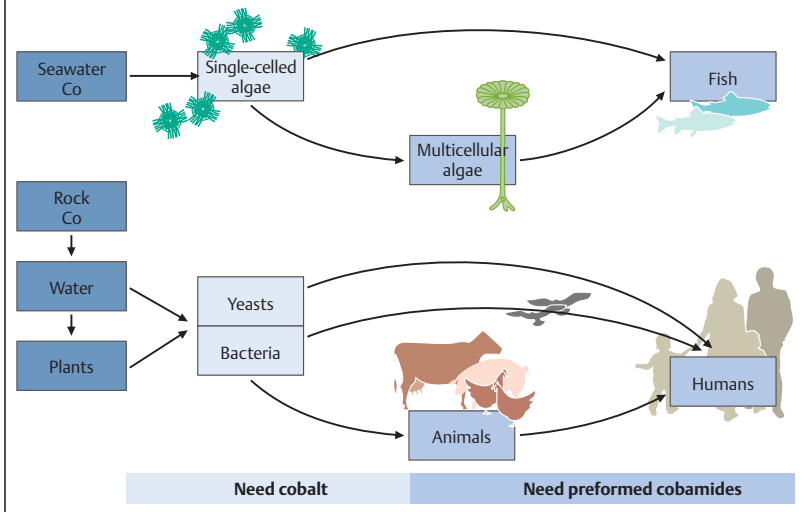 Seawater
Co
Single-celled
algae
Fish
Multicellular
algae
Rock
Co
Water
Plants
Yeasts
Bacteria
Animals
Humans
Need cobalt
Need preformed cobamides